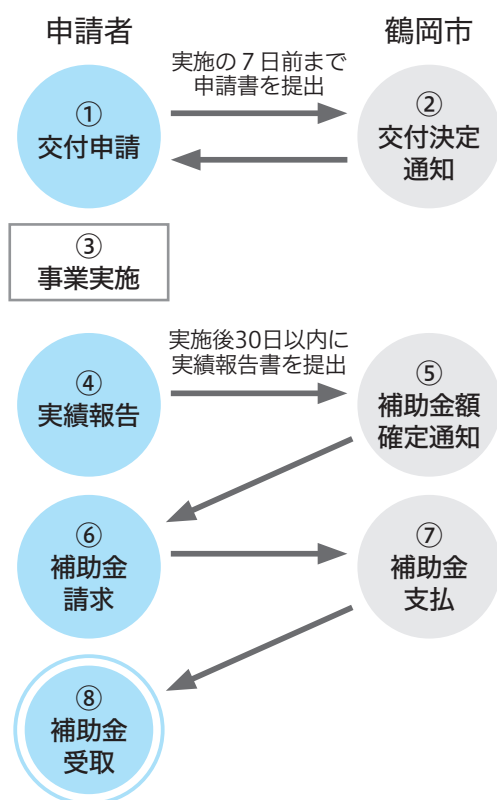 申請者
鶴岡市
実施の７日前まで
申請書を提出
①
交付申請
②
交付決定
通知
③
事業実施
実施後30日以内に
実績報告書を提出
④
実績報告
⑤
補助金額
確定通知
⑥
補助金
請求
⑦
補助金
支払
⑧
補助金
受取